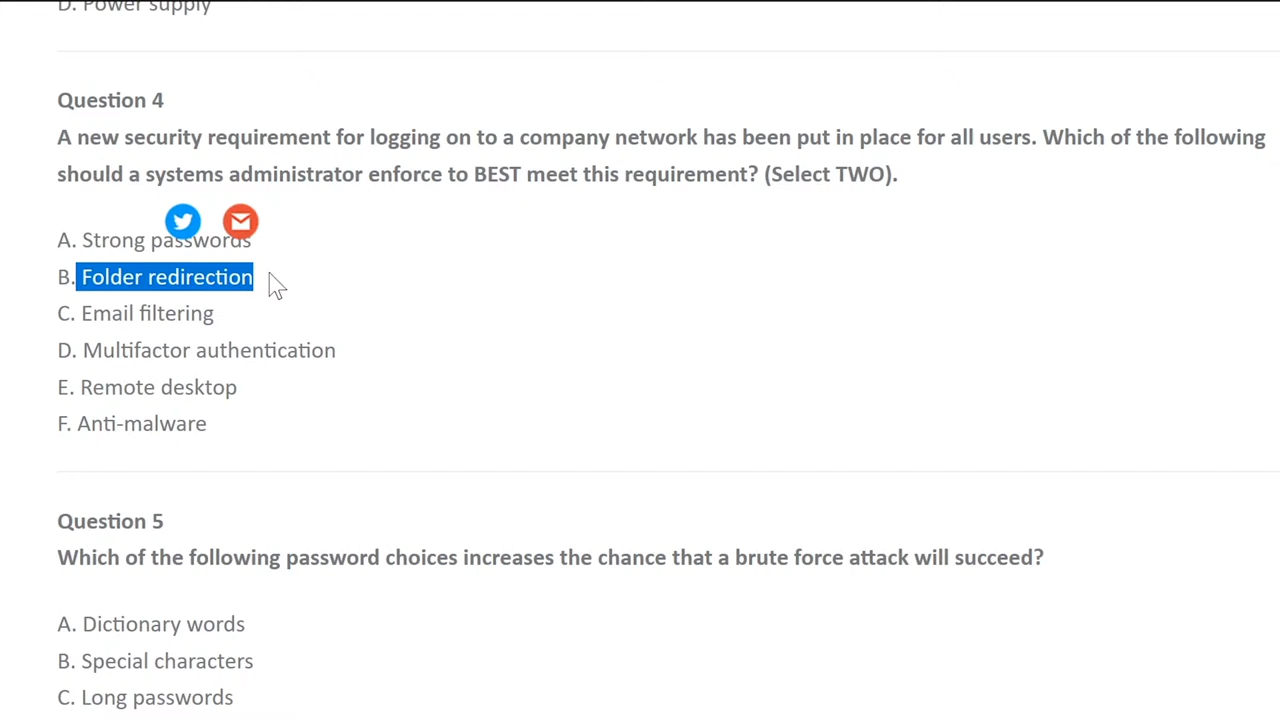 D. Power supply
Question 4
A new security requirement for logging on to a company network has been put in place for all users. Which of the following
should a systems administrator enforce to BEST meet this requirement? (Select TWO).
A. Strong passwords
B. Folder redirection
C. Email filtering
D. Multifactor authentication
E. Remote desktop
F. Anti-malware
Question 5
Which of the following password choices increases the chance that a brute force attack will succeed?
A. Dictionary words
B. Special characters
C. Long passwords